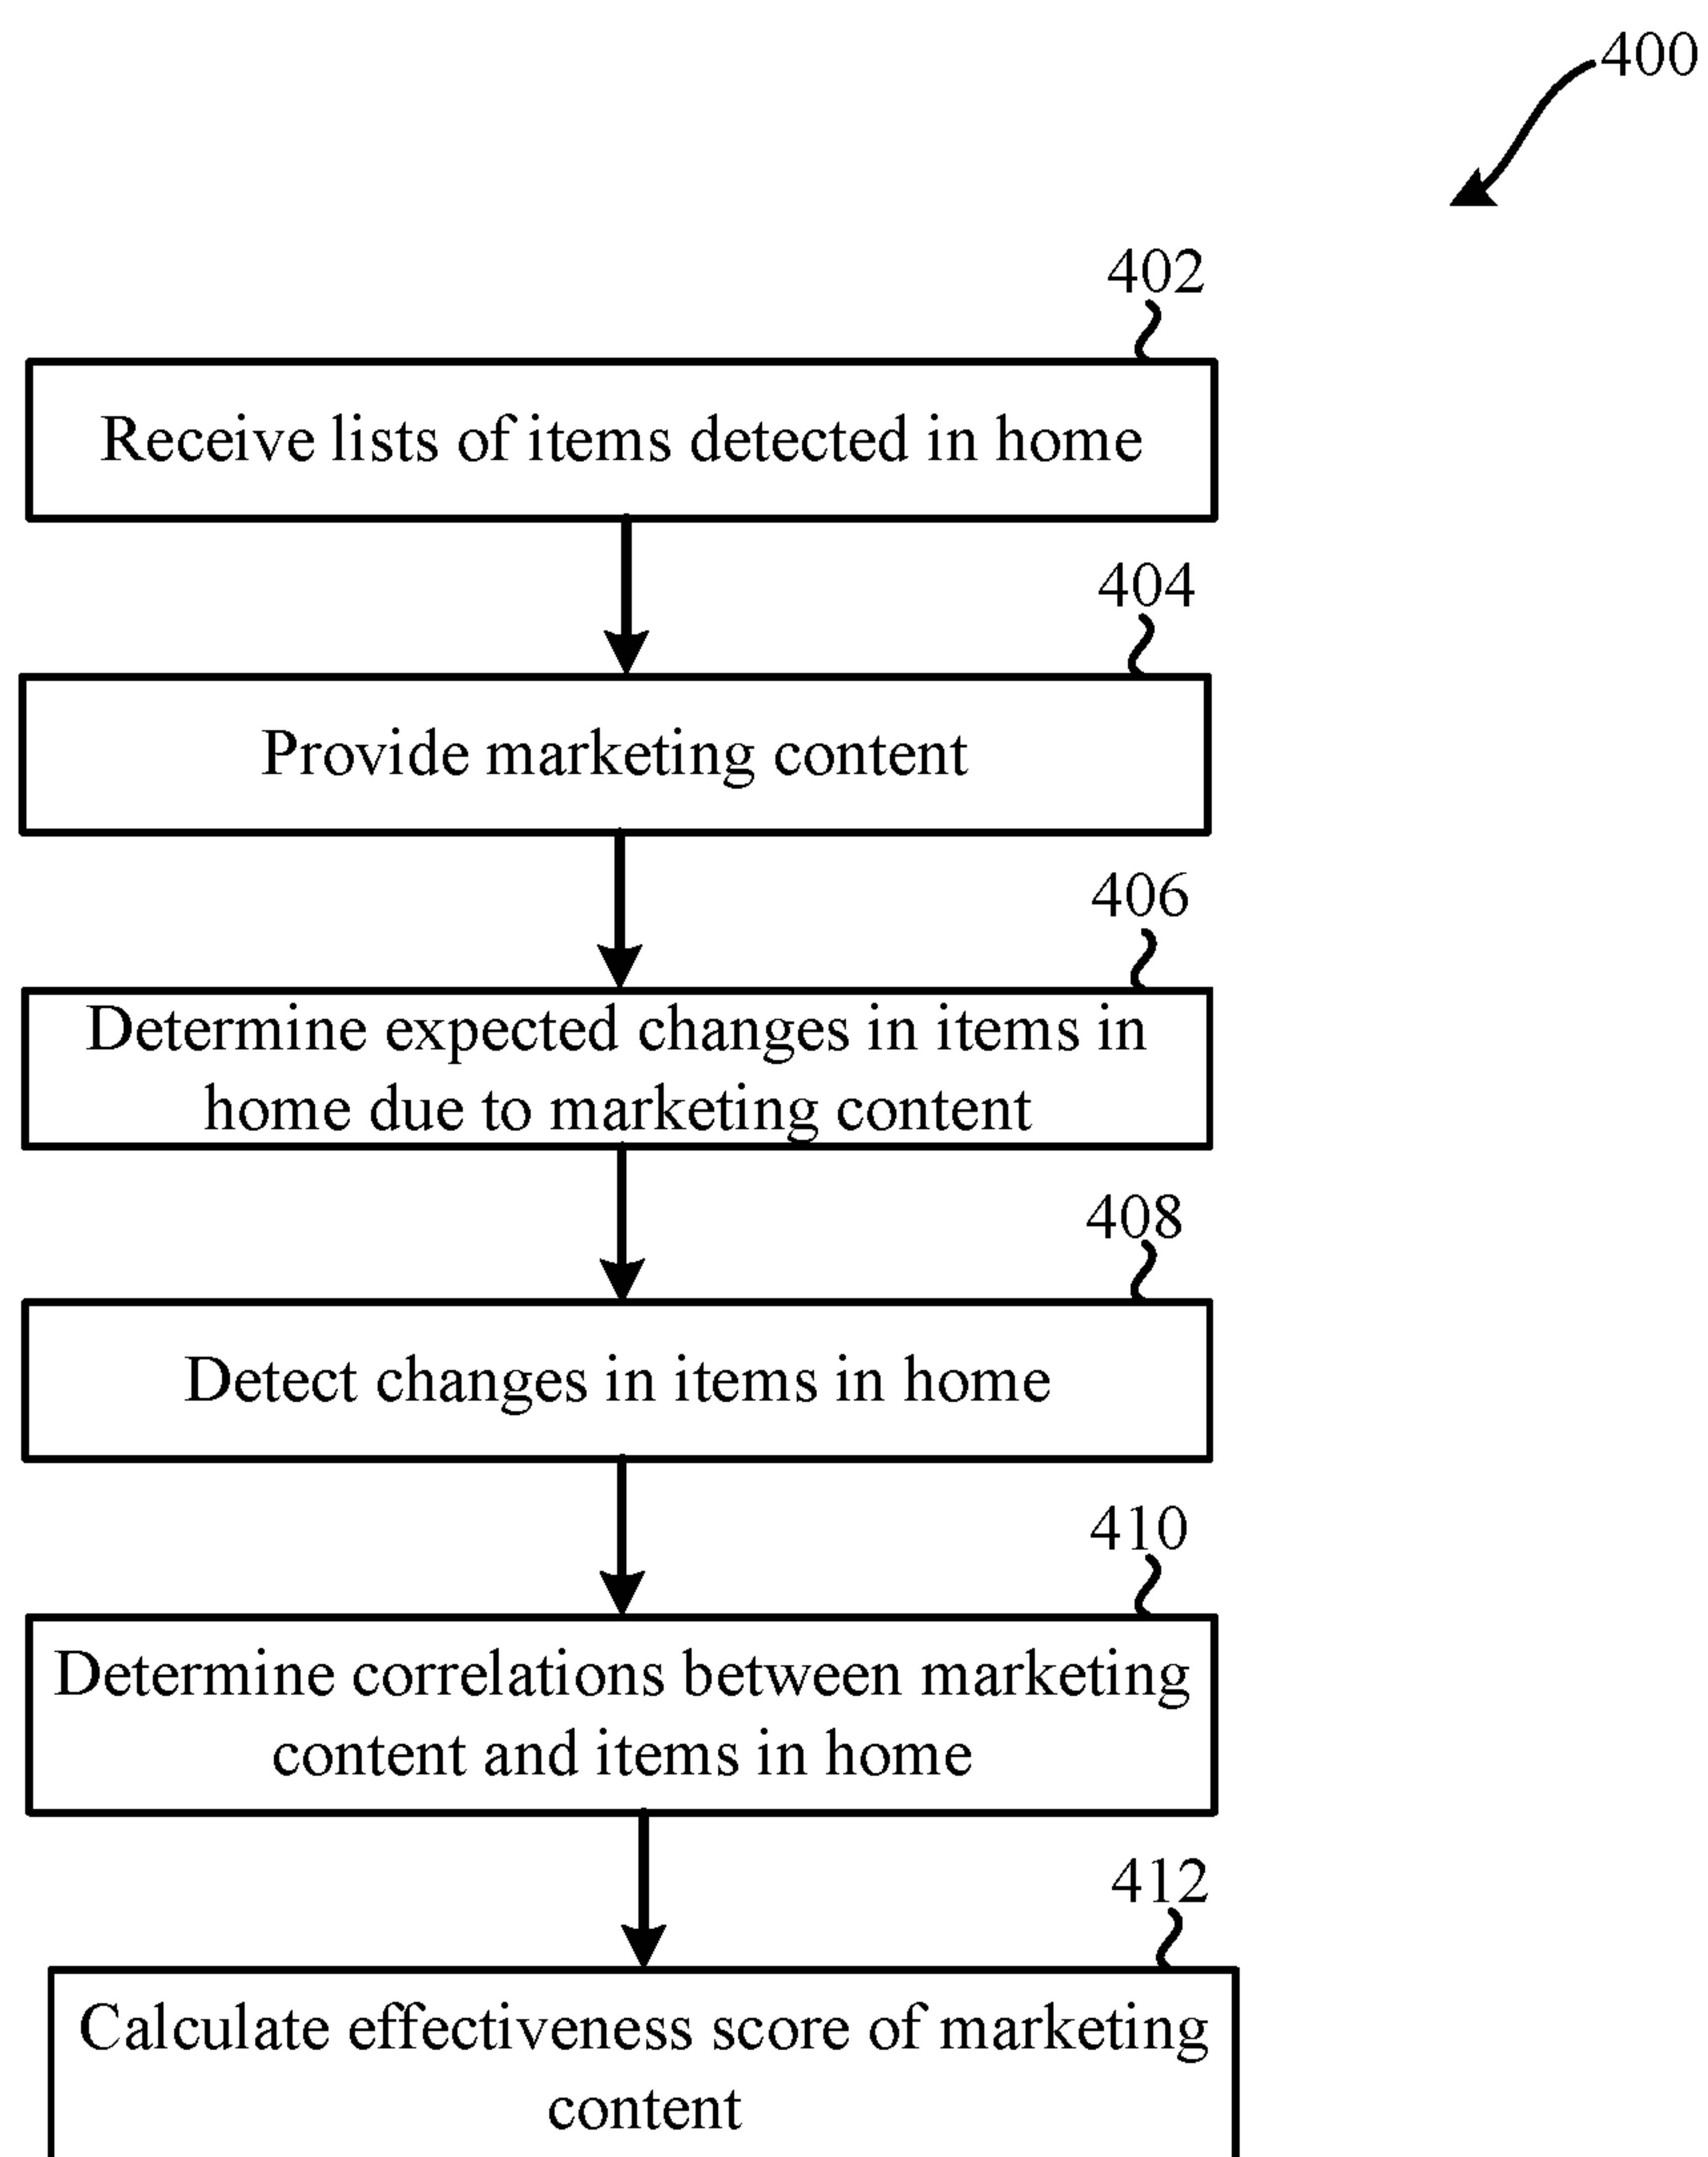 400
402
Receive lists of items detected in home
404
Provide marketing content
406
Determine expected changes in items in
home due to marketing content
408
Detect changes in items in home
410
Determine correlations between marketing
content and items in home
412
Calculate effectiveness score of marketing
content